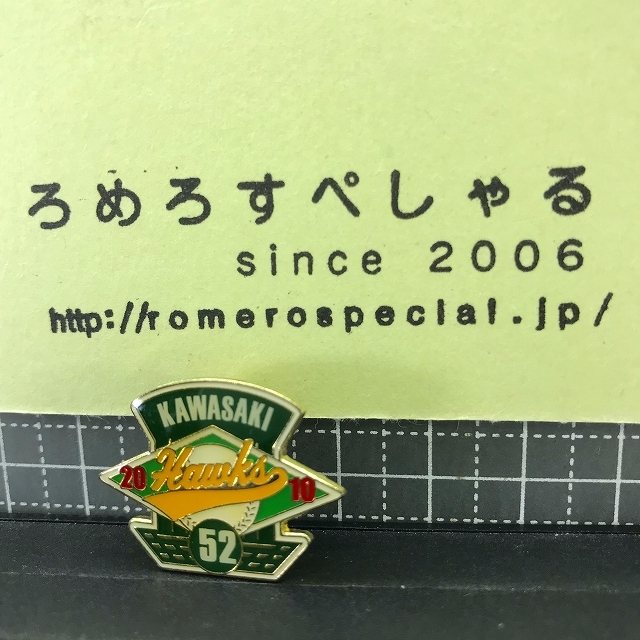 ろめろすぺしゃる
since 2006
http://romerospecial.jp/
KAWASAKI
20 Hawks 10
52